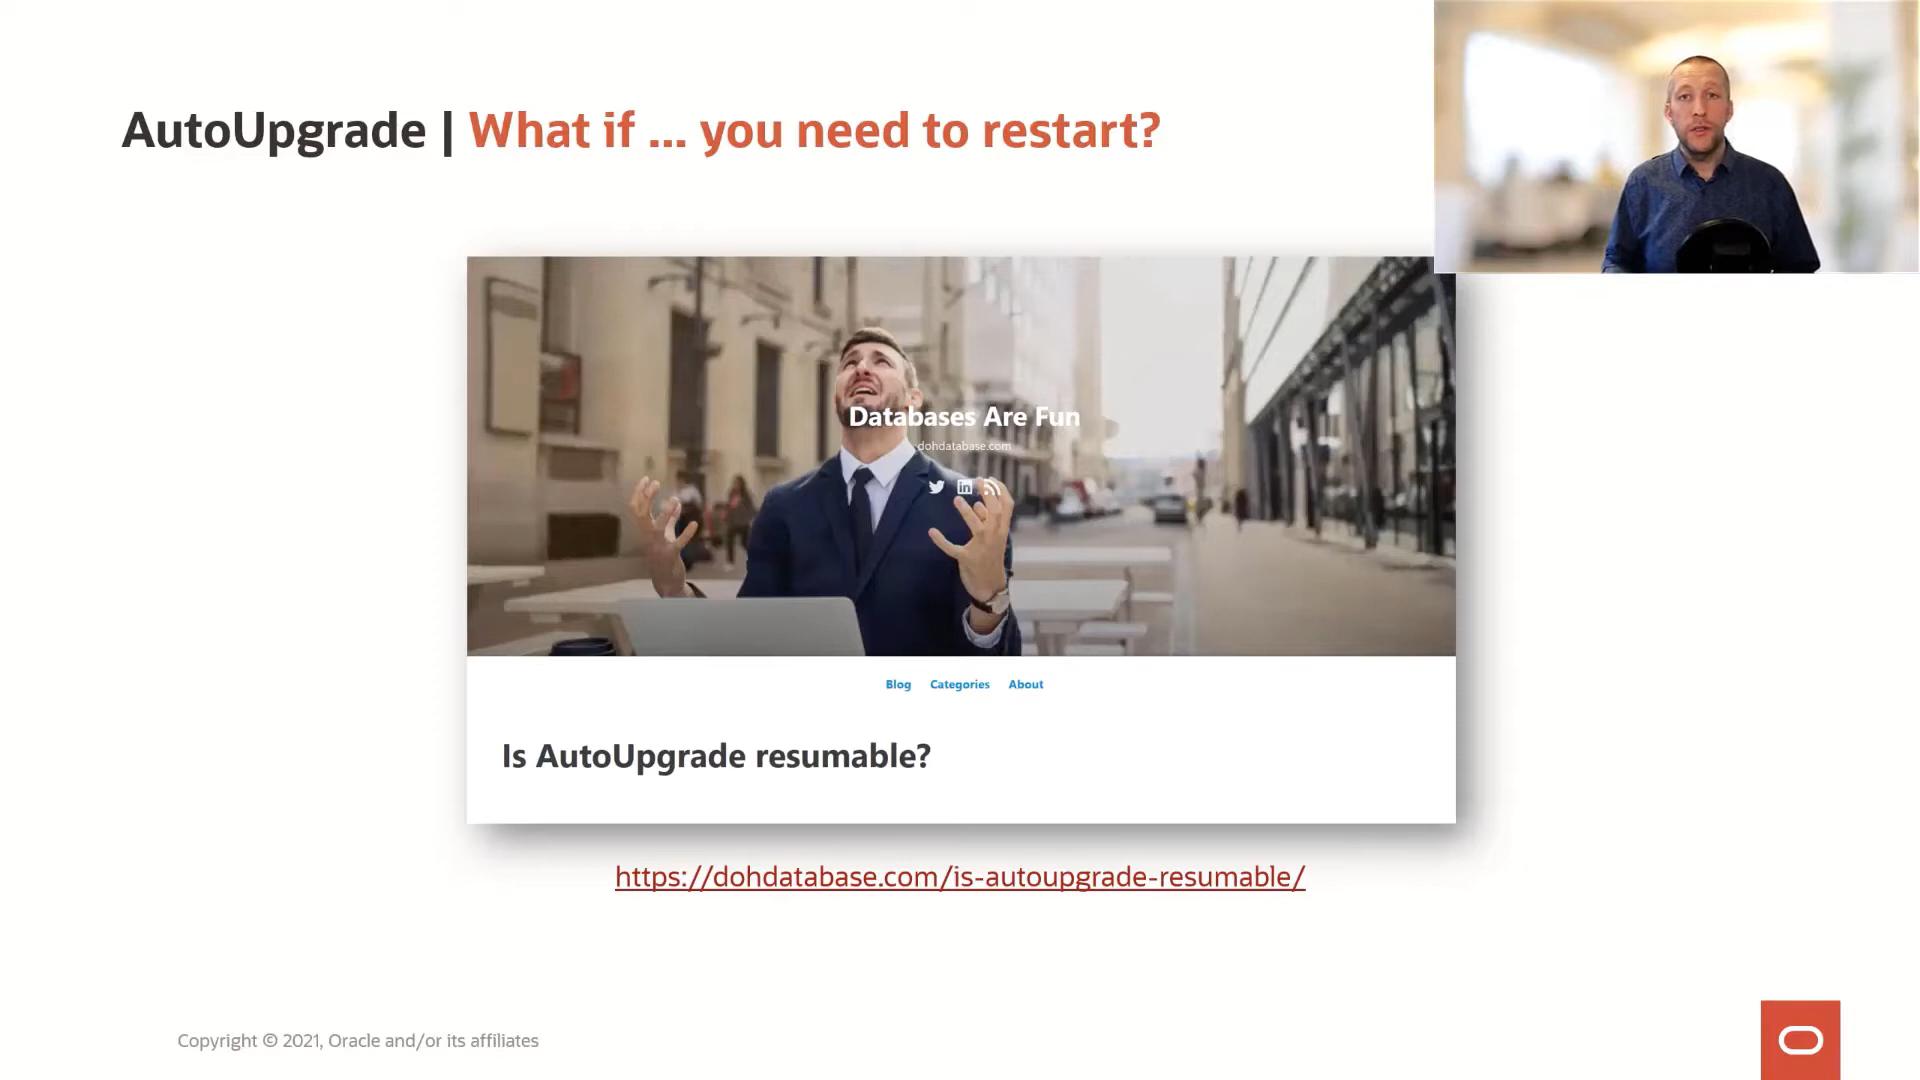 AutoUpgrade | What if ... you need to restart?
Databases Are Fun
dohdatabase.com
Blog Categories About
Is AutoUpgrade resumable?
https://dohdatabase.com/is-autoupgrade-resumable/
Copyright © 2021, Oracle and/or its affiliates